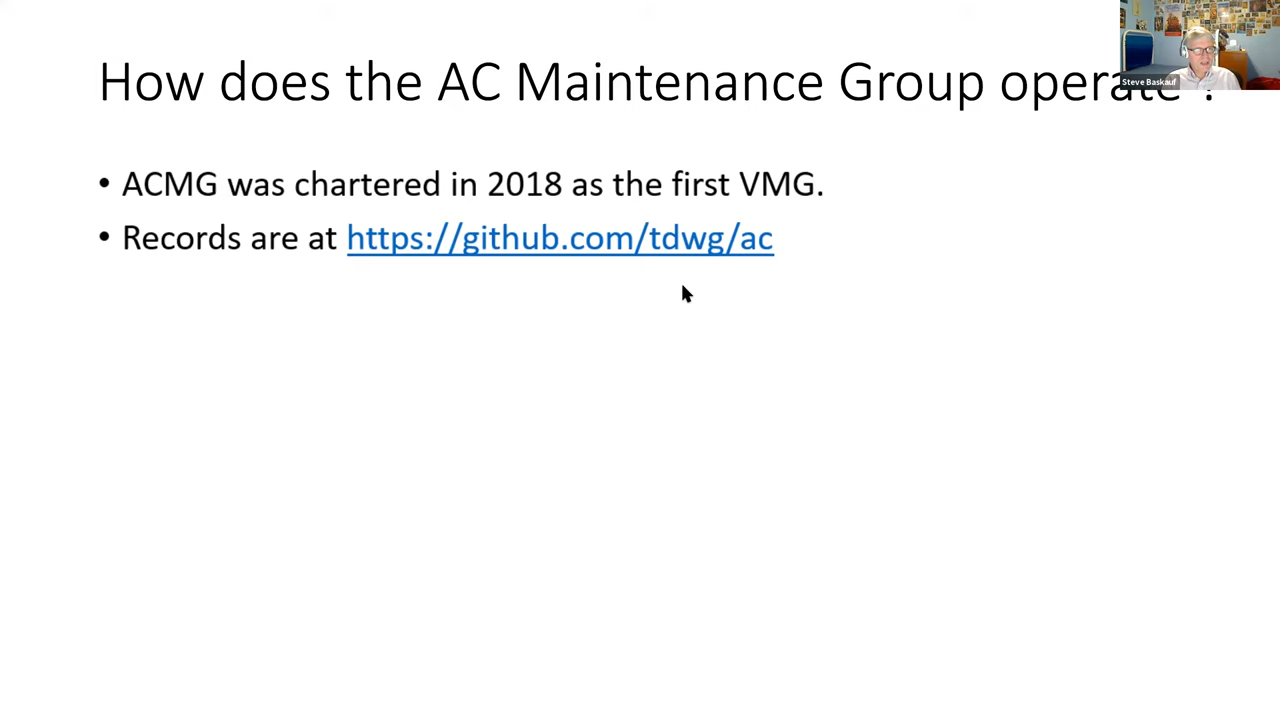 How does the AC Maintenance Group operate ?
• ACMG was chartered in 2018 as the first VMG.
• Records are at https://github.com/tdwg/ac
Steve Baskauf